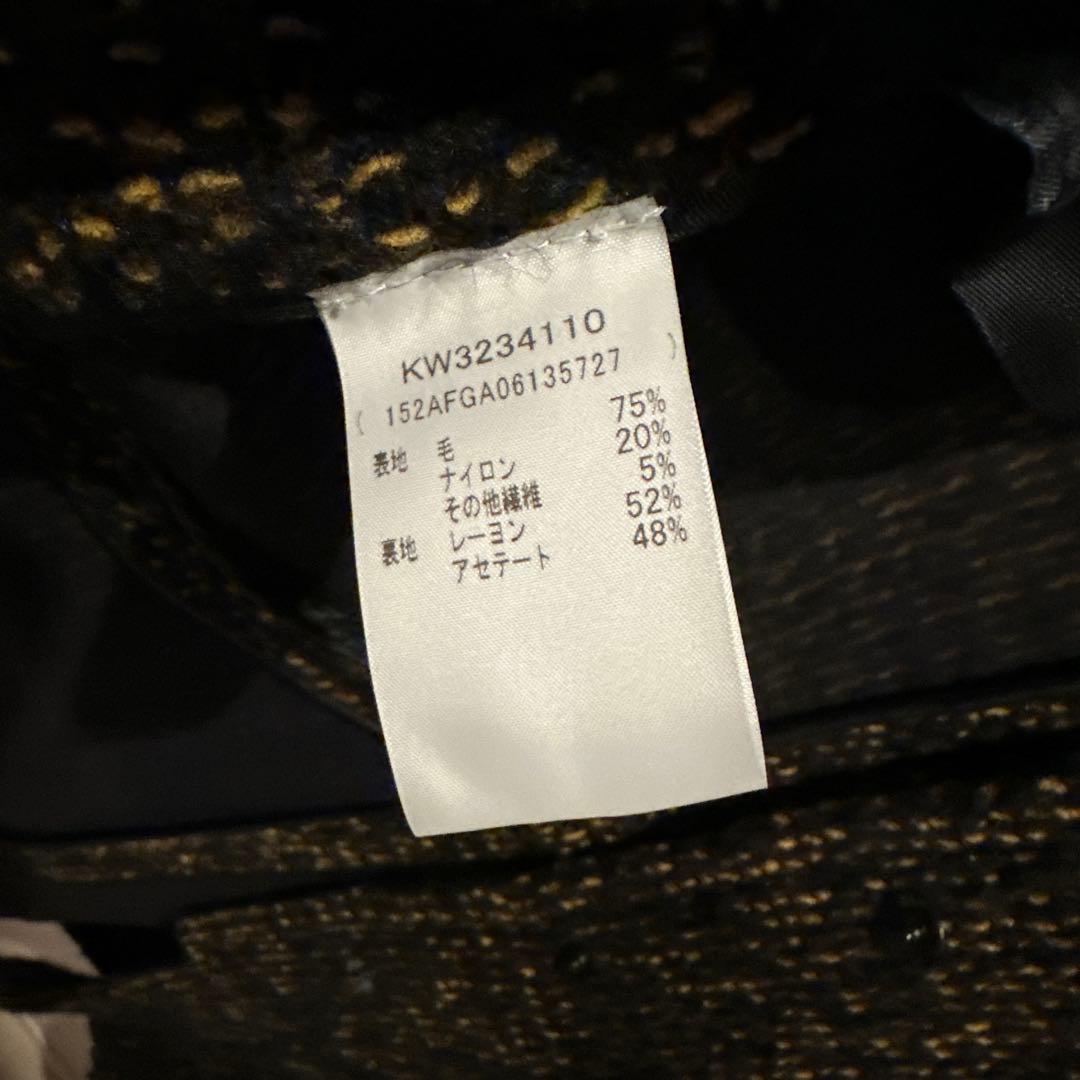 KW3234110
( 152AFGA06135727 )
表地 毛 75%
ナイロン 20%
その他繊維 5%
裏地 レーヨン 52%
アセテート 48%